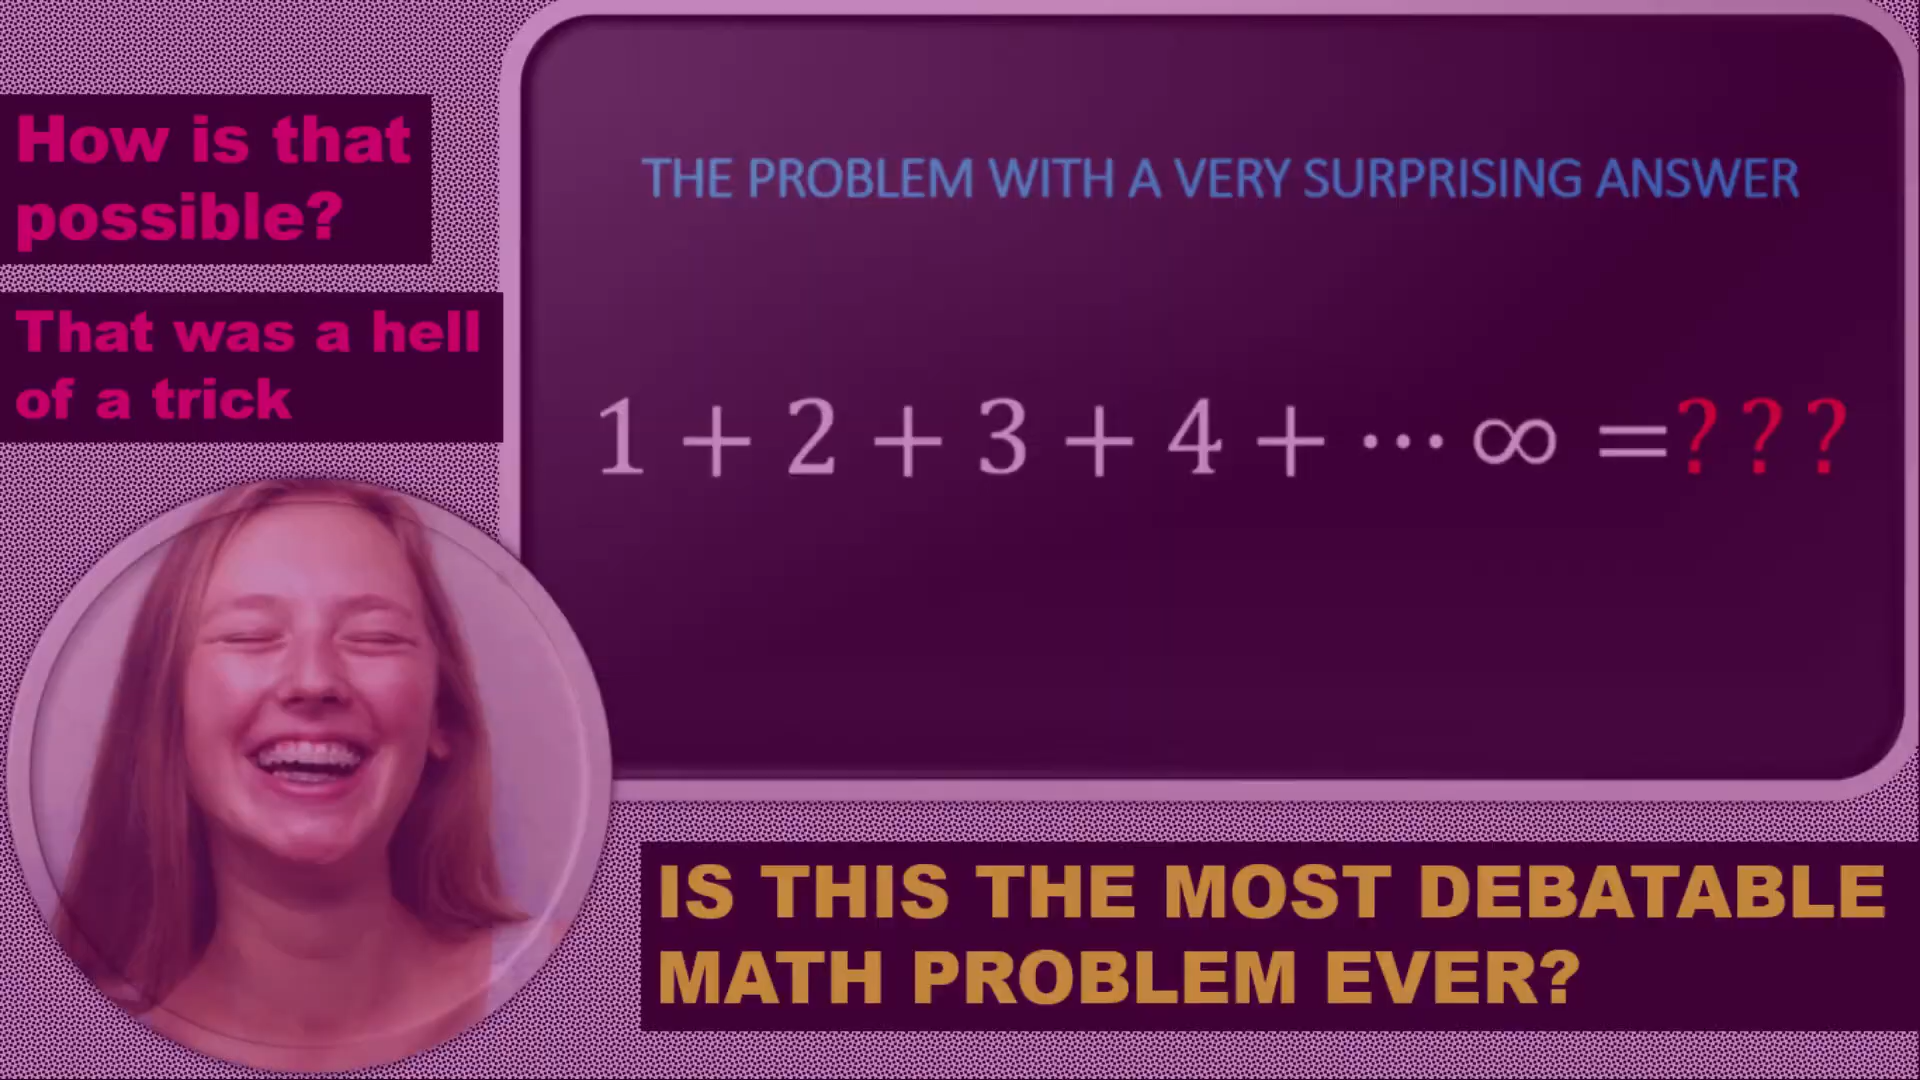 How is that
possible?
That was a hell
of a trick
THE PROBLEM WITH A VERY SURPRISING ANSWER
1 + 2 + 3 + 4 + ⋯ ∞ =???
IS THIS THE MOST DEBATABLE
MATH PROBLEM EVER?